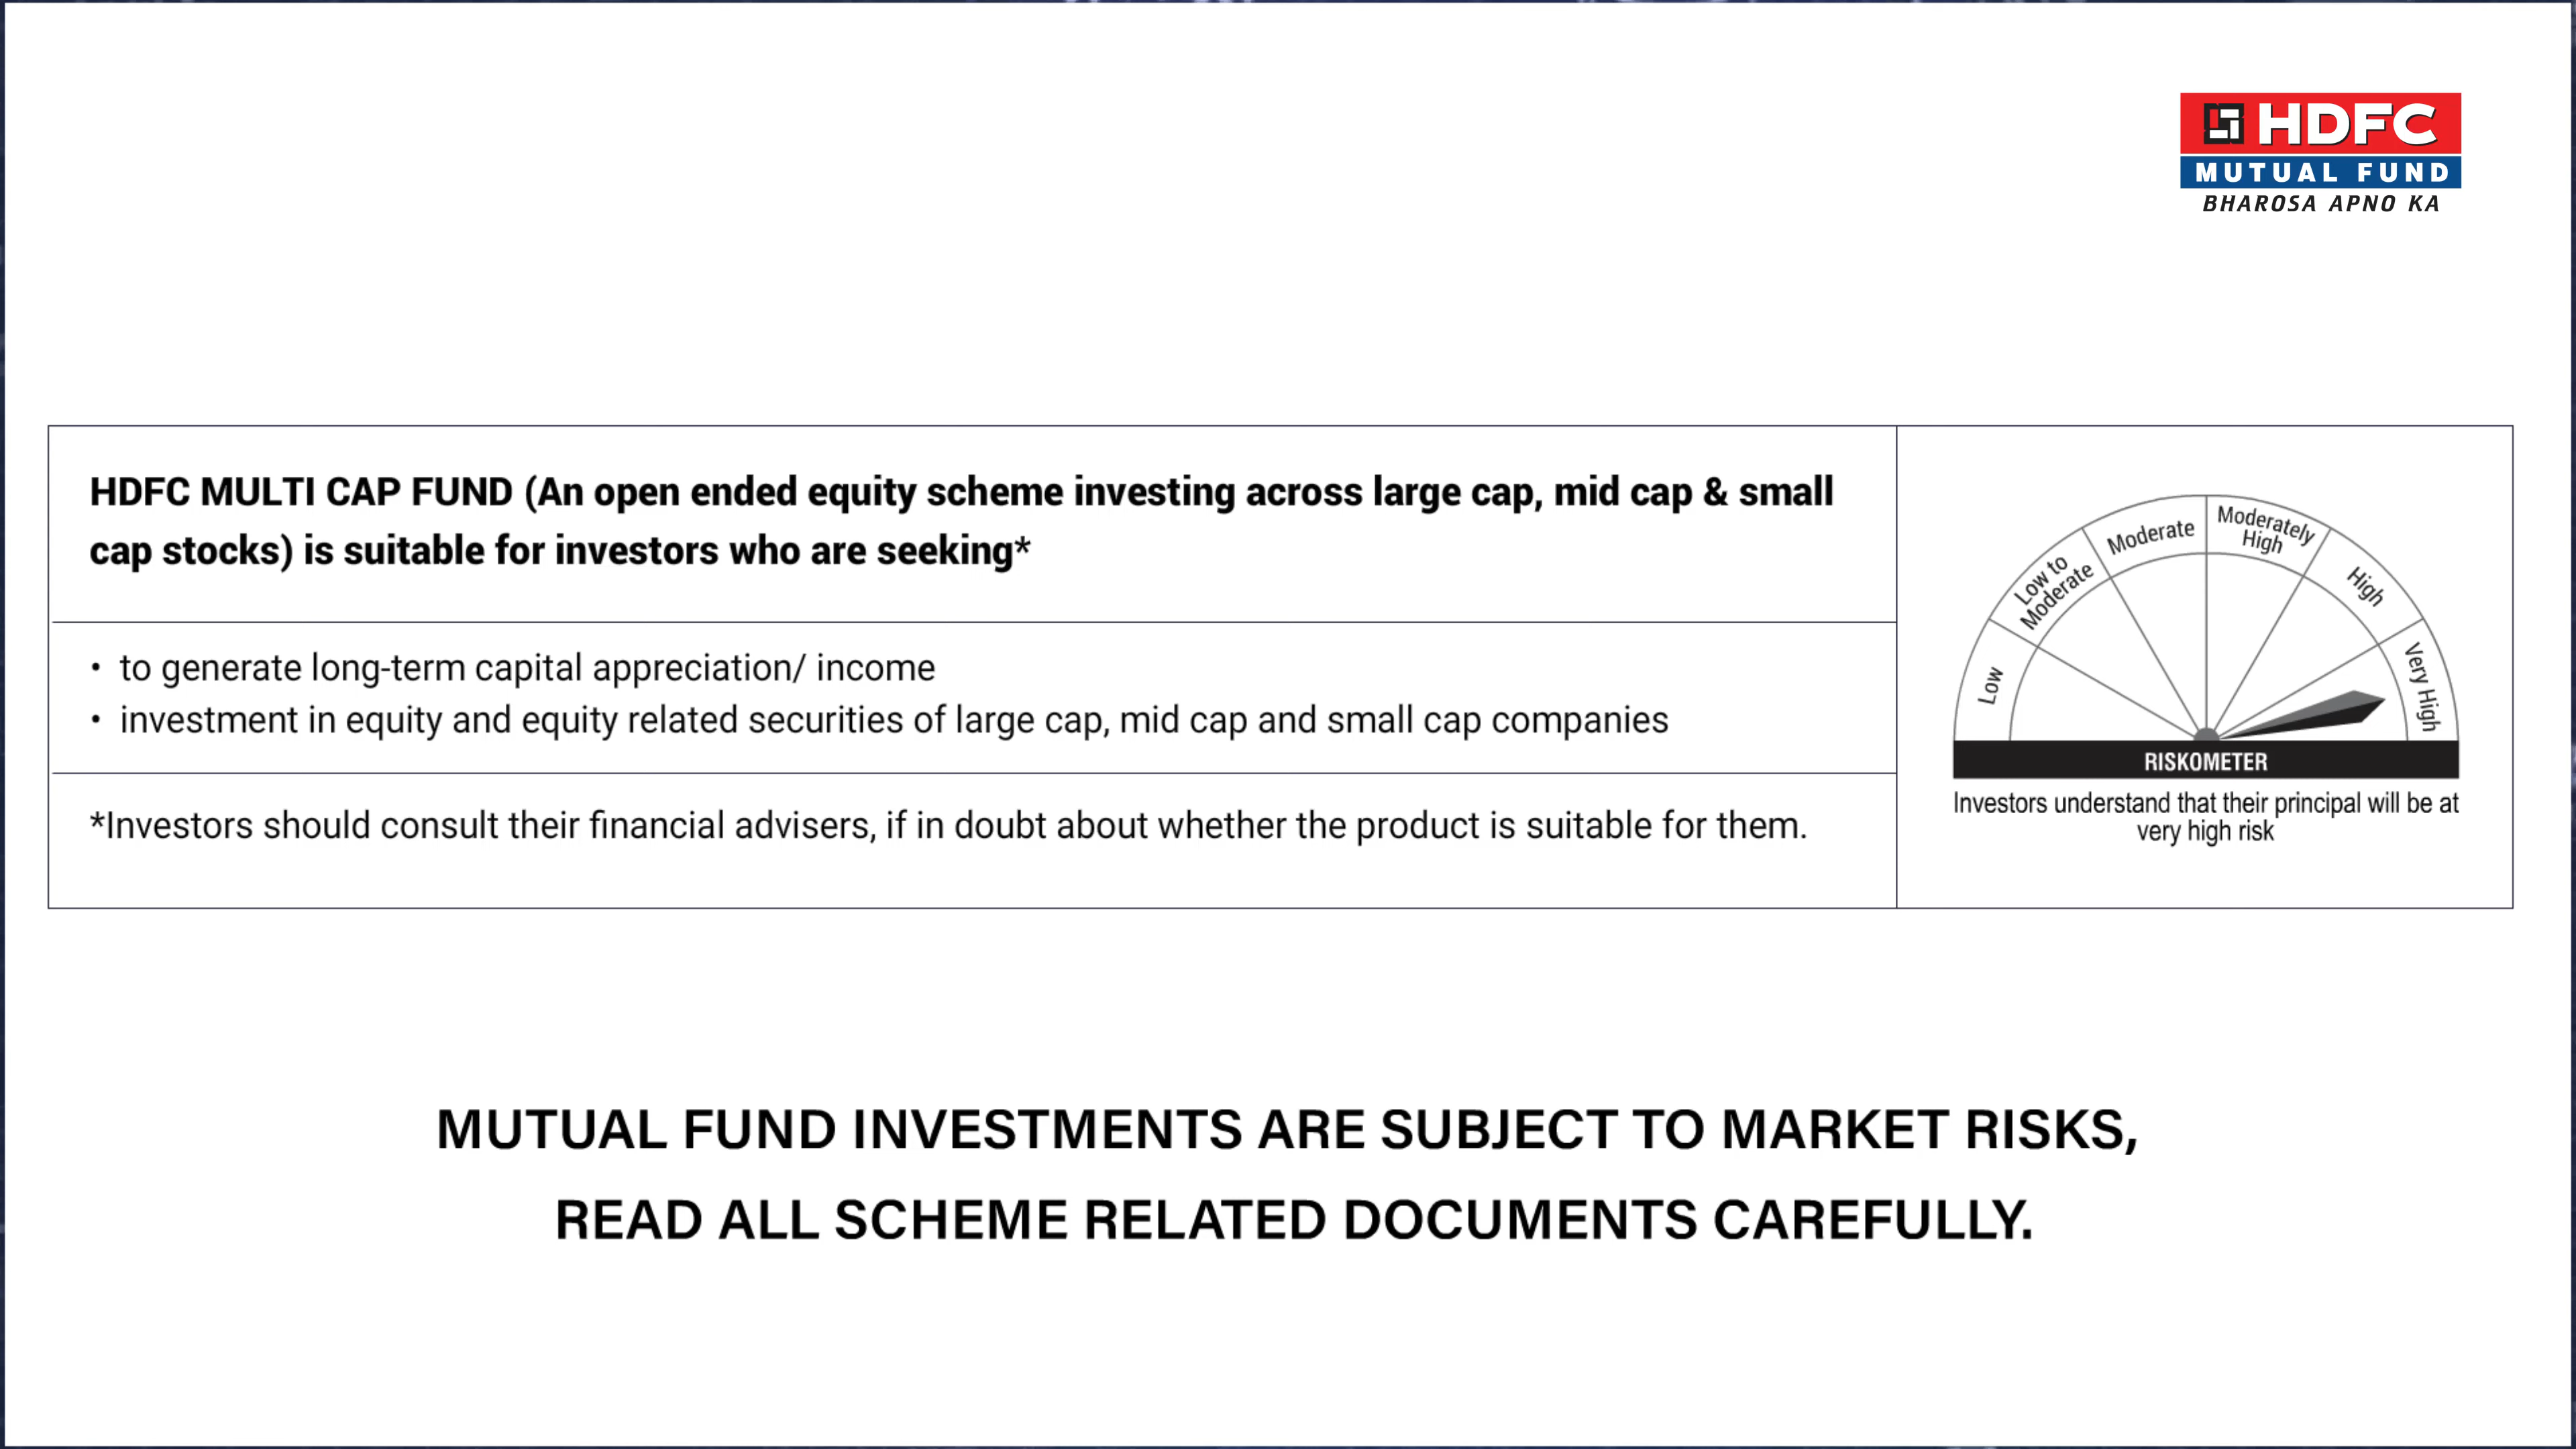 HDFC
MUTUAL FUND
BHAROSA APNO KA
HDFC MULTI CAP FUND (An open ended equity scheme investing across large cap, mid cap & small
cap stocks) is suitable for investors who are seeking*
• to generate long-term capital appreciation/ income
• investment in equity and equity related securities of large cap, mid cap and small cap companies
*Investors should consult their financial advisers, if in doubt about whether the product is suitable for them.
Low
Low to
Moderate
Moderate
Moderately
High
High
Very High
RISKOMETER
Investors understand that their principal will be at
very high risk
MUTUAL FUND INVESTMENTS ARE SUBJECT TO MARKET RISKS,
READ ALL SCHEME RELATED DOCUMENTS CAREFULLY.